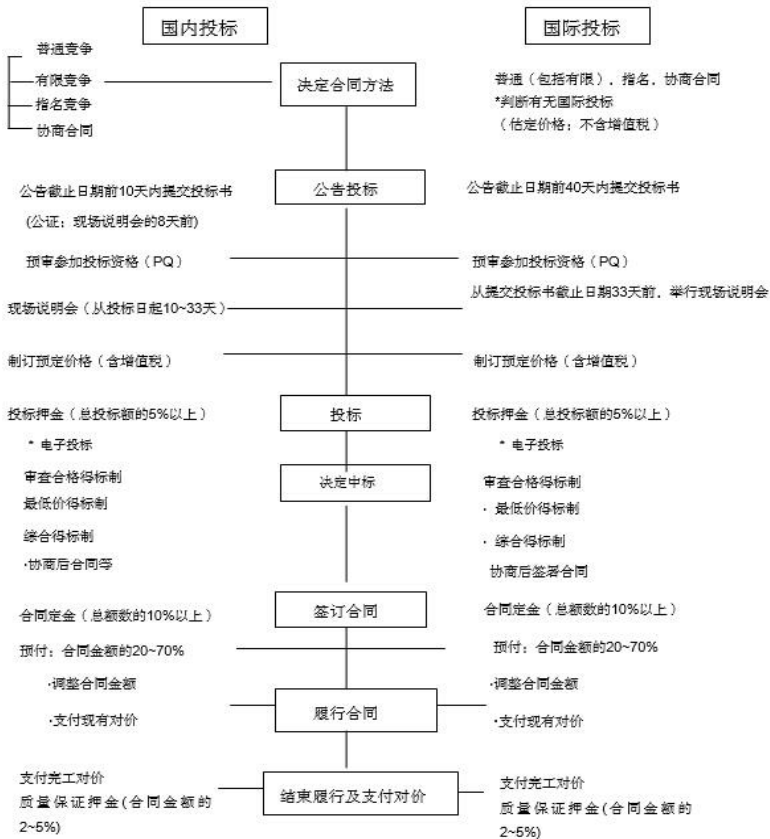 国内投标
国际投标
普通竞争
有限竞争
指名竞争
协商合同
决定合同方法
普通（包括有限），指名，协商合同
*判断有无国际投标
（估定价格：不含增值税）
公告截止日期前10天内提交投标书
(公证：现场说明会的8天前)
公告投标
公告截止日期前40天内提交投标书
预审参加投标资格（PQ）
预审参加投标资格（PQ）
现场说明会（从投标日起10~33天）
从提交投标书截止日期33天前，举行现场说明会
制订预定价格（含增值税）
制订预定价格（含增值税）
投标押金（总投标额的5%以上）
投标
投标押金（总投标额的5%以上）
* 电子投标
* 电子投标
审查合格得标制
最低价得标制
综合得标制
·协商后合同等
决定中标
审查合格得标制
· 最低价得标制
· 综合得标制
协商后签署合同
合同定金（总额数的10%以上）
签订合同
合同定金（总额数的10%以上）
预付：合同金额的20~70%
预付：合同金额的20~70%
·调整合同金额
·支付现有对价
履行合同
·调整合同金额
·支付现有对价
支付完工对价
质量保证押金(合同金额的
2~5%)
结束履行及支付对价
支付完工对价
质量保证押金(合同金额的
2~5%)